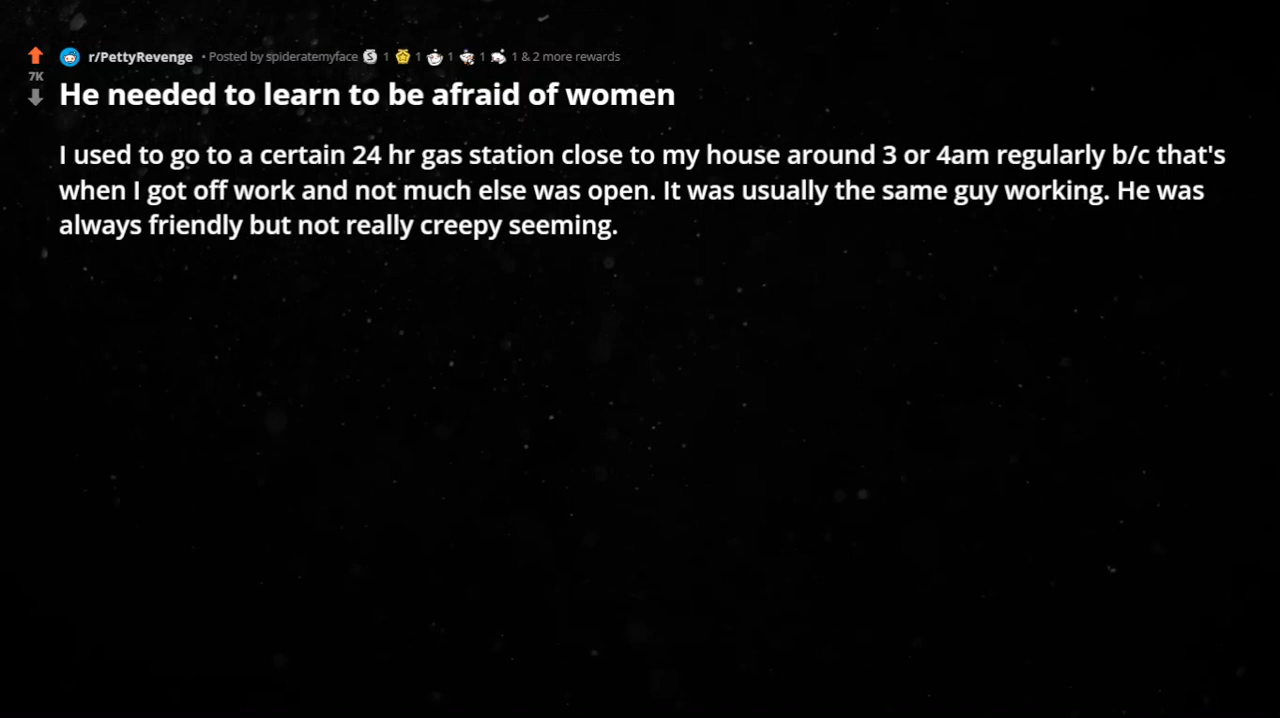 r/PettyRevenge • Posted by spideratemyface 1 1 1 1 1 & 2 more rewards
7K
He needed to learn to be afraid of women
I used to go to a certain 24 hr gas station close to my house around 3 or 4am regularly b/c that's
when I got off work and not much else was open. It was usually the same guy working. He was
always friendly but not really creepy seeming.